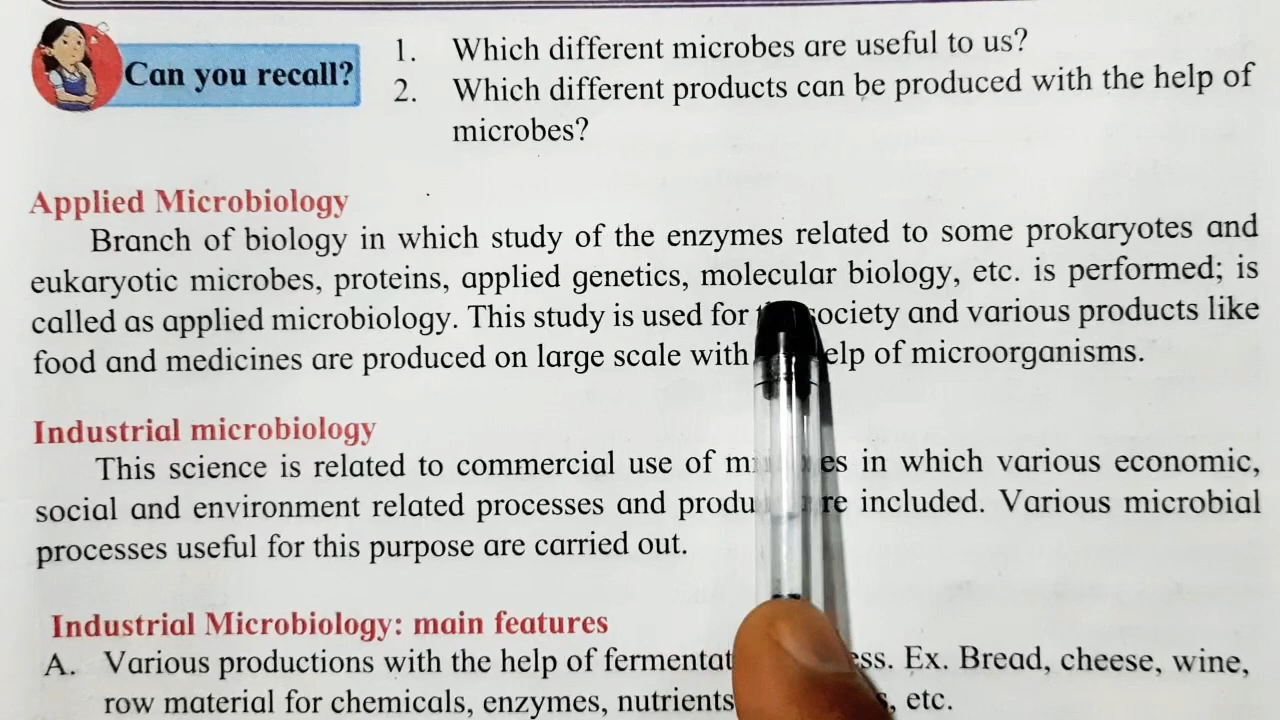 Can you recall?
1. Which different microbes are useful to us?
2. Which different products can be produced with the help of
microbes?
Applied Microbiology
Branch of biology in which study of the enzymes related to some prokaryotes and
eukaryotic microbes, proteins, applied genetics, molecular biology, etc. is performed; is
called as applied microbiology. This study is used for society and various products like
food and medicines are produced on large scale with of microorganisms.
Industrial microbiology
This science is related to commercial use of in which various economic,
social and environment related processes and included. Various microbial
processes useful for this purpose are carried out.
Industrial Microbiology: main features
A. Various productions with the help of Ex. Bread, cheese, wine,
row material for chemicals, enzymes, nutrients etc.